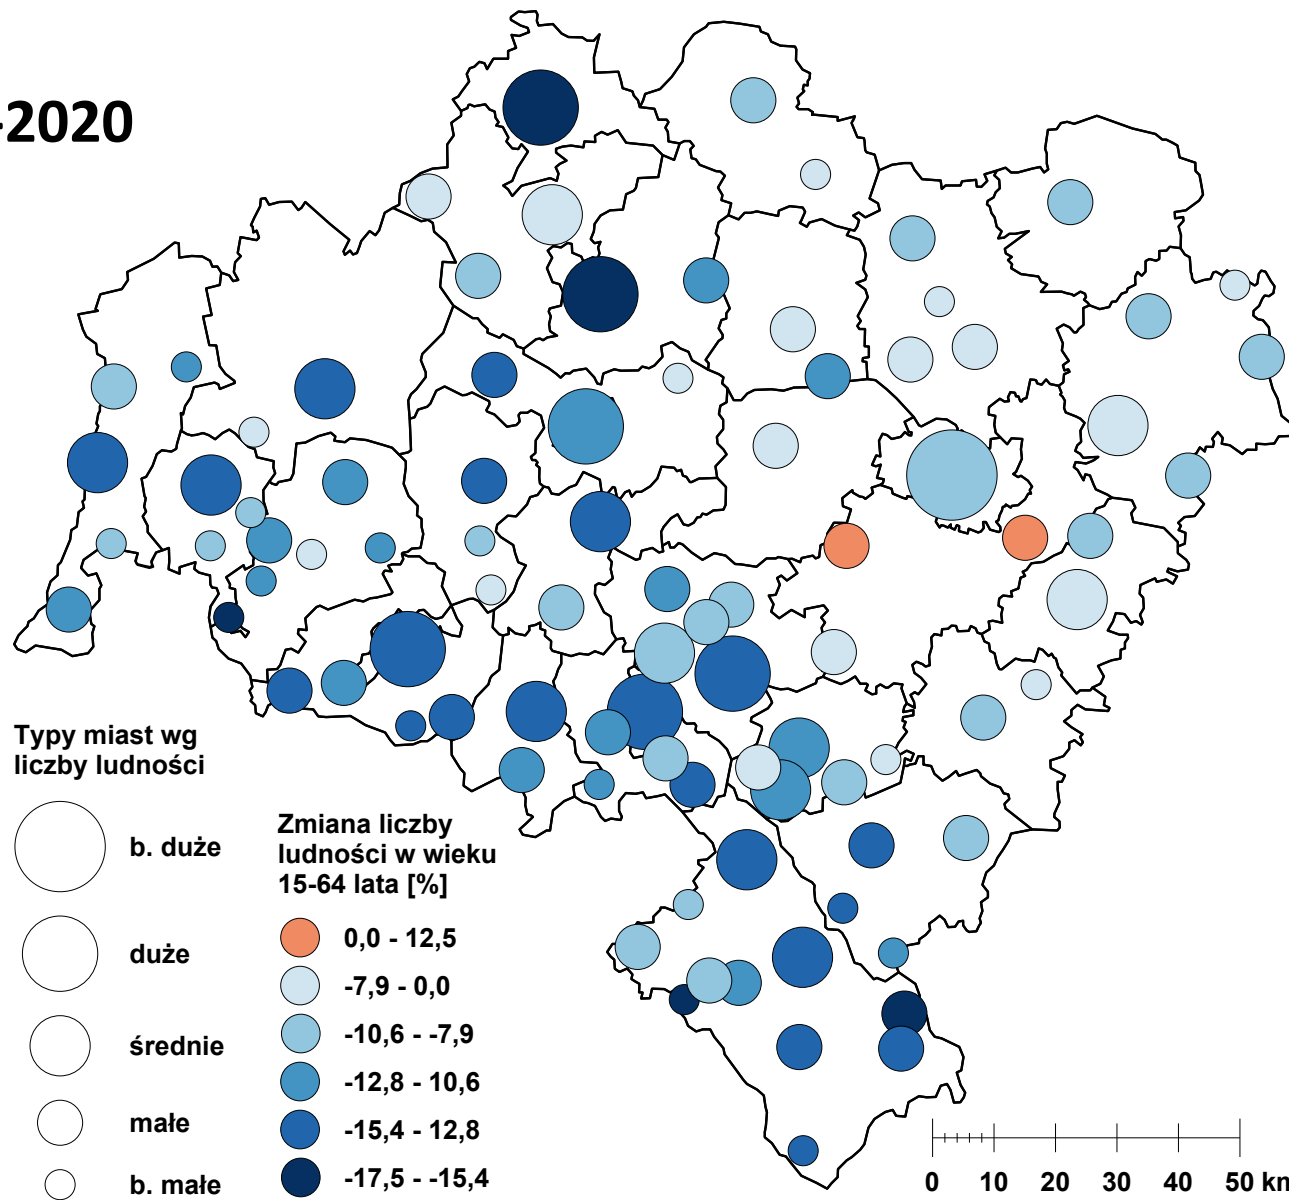 -2020
Typy miast wg
liczby ludności
b. duże
duże
średnie
małe
b. małe
Zmiana liczby
ludności w wieku
15-64 lata [%]
0,0 - 12,5
-7,9 - 0,0
-10,6 - -7,9
-12,8 - 10,6
-15,4 - 12,8
-17,5 - -15,4
0 10 20 30 40 50 km